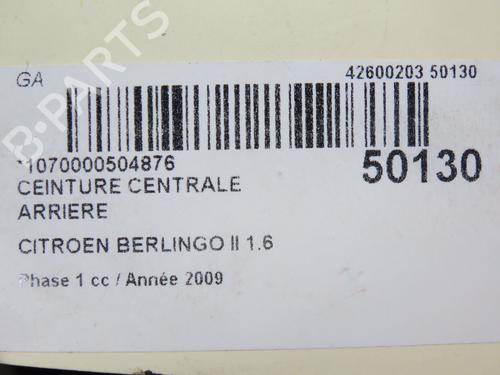 GA
42600203 50130
*1070000504876
50130
CEINTURE CENTRALE
ARRIERE
CITROEN BERLINGO II 1.6
Phase 1 cc / Année 2009
B-PARTS